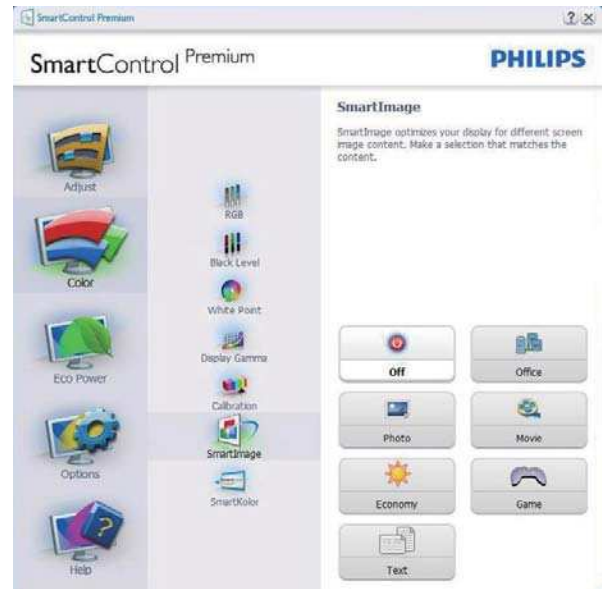 SmartControl Premium
SmartControl Premium
PHILIPS
Adjust
Color
Eco Power
Options
Help
RGB
Black Level
White Point
Display Gamma
Calibration
SmartImage
SmartKolor
SmartImage
SmartImage optimizes your display for different screen
image content. Make a selection that matches the
content.
Off
Office
Photo
Movie
Economy
Game
Text